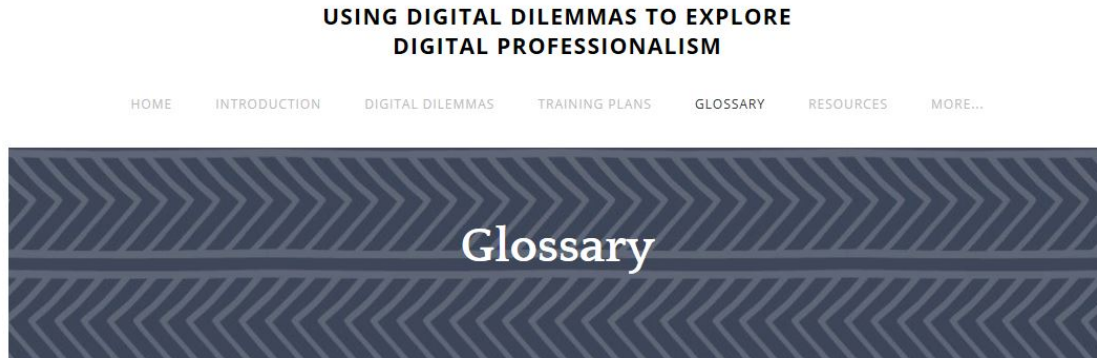 USING DIGITAL DILEMMAS TO EXPLORE
DIGITAL PROFESSIONALISM
HOME INTRODUCTION DIGITAL DILEMMAS TRAINING PLANS GLOSSARY RESOURCES MORE...
Glossary